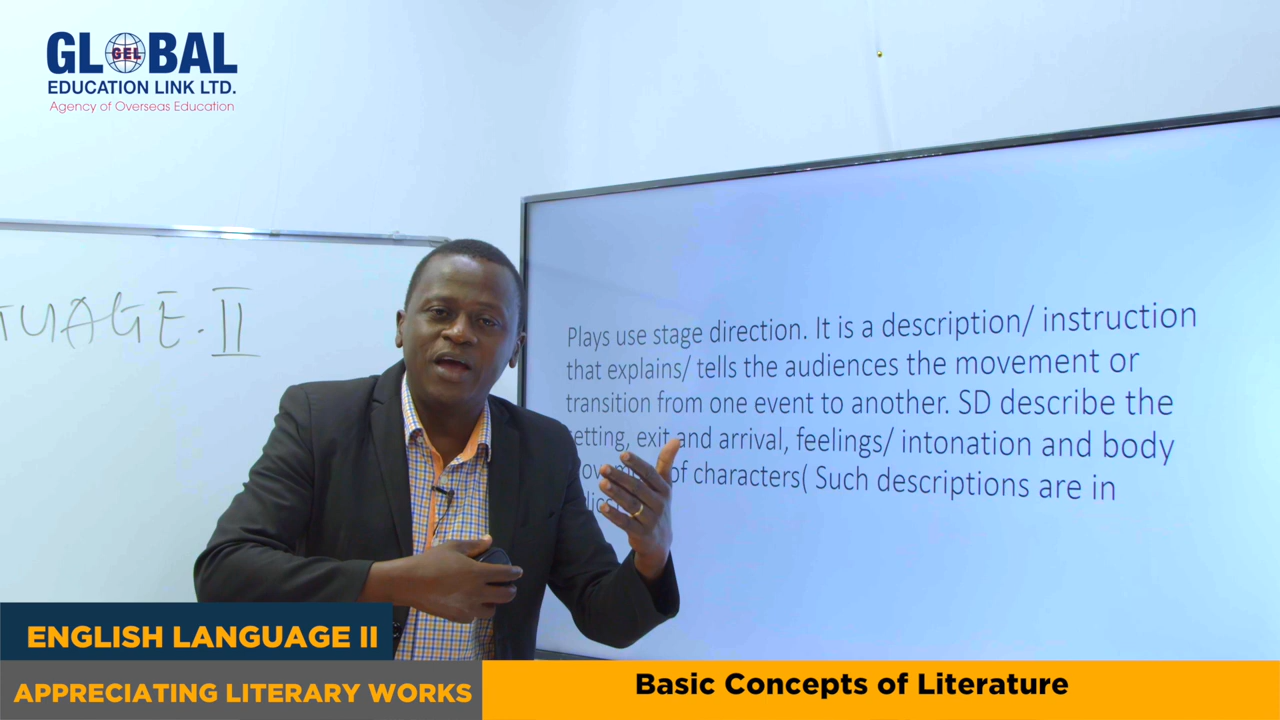 GLOBAL
GEL
EDUCATION LINK LTD.
Agency of Overseas Education
TUAGE.II
Plays use stage direction. It is a description/ instruction
that explains/ tells the audiences the movement or
transition from one event to another. SD describe the
etting, exit and arrival, feelings/ intonation and body
of characters( Such descriptions are in
ENGLISH LANGUAGE II
APPRECIATING LITERARY WORKS
Basic Concepts of Literature